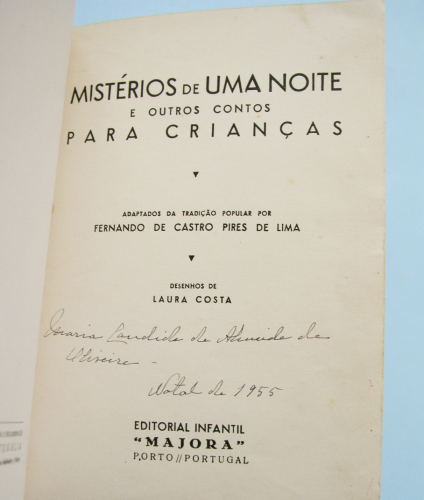 MISTÉRIOS DE UMA NOITE
E OUTROS CONTOS
PARA CRIANÇAS
ADAPTADOS DA TRADIÇÃO POPULAR POR
FERNANDO DE CASTRO PIRES DE LIMA
DESENHOS DE
LAURA COSTA
Maria Candida de Almeida de
Oliveira -
Natal de 1955
EDITORIAL INFANTIL
"MAJORA"
PORTO // PORTUGAL